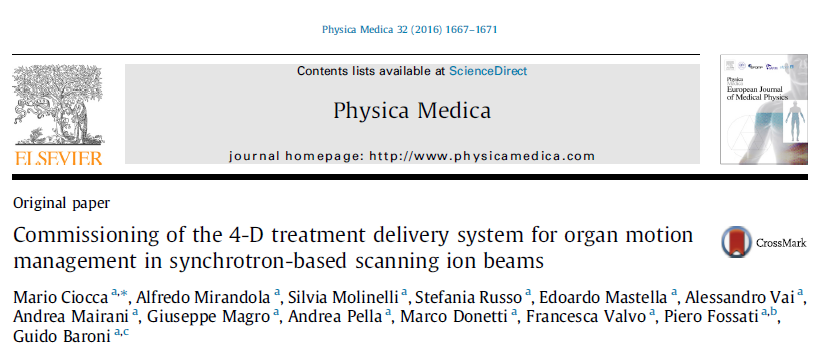 Physica Medica 32 (2016) 1667–1671
Contents lists available at ScienceDirect
Physica Medica
journal homepage: http://www.physicamedica.com
ELSEVIER
Physica
European Journal
of Medical Physics
Original paper
Commissioning of the 4-D treatment delivery system for organ motion
management in synchrotron-based scanning ion beams
CrossMark
Mario Ciocca a,*, Alfredo Mirandola a, Silvia Molinelli a, Stefania Russo a, Edoardo Mastella a, Alessandro Vai a,
Andrea Mairani a, Giuseppe Magro a, Andrea Pella a, Marco Donetti a, Francesca Valvo a, Piero Fossati a,b,
Guido Baroni a,c